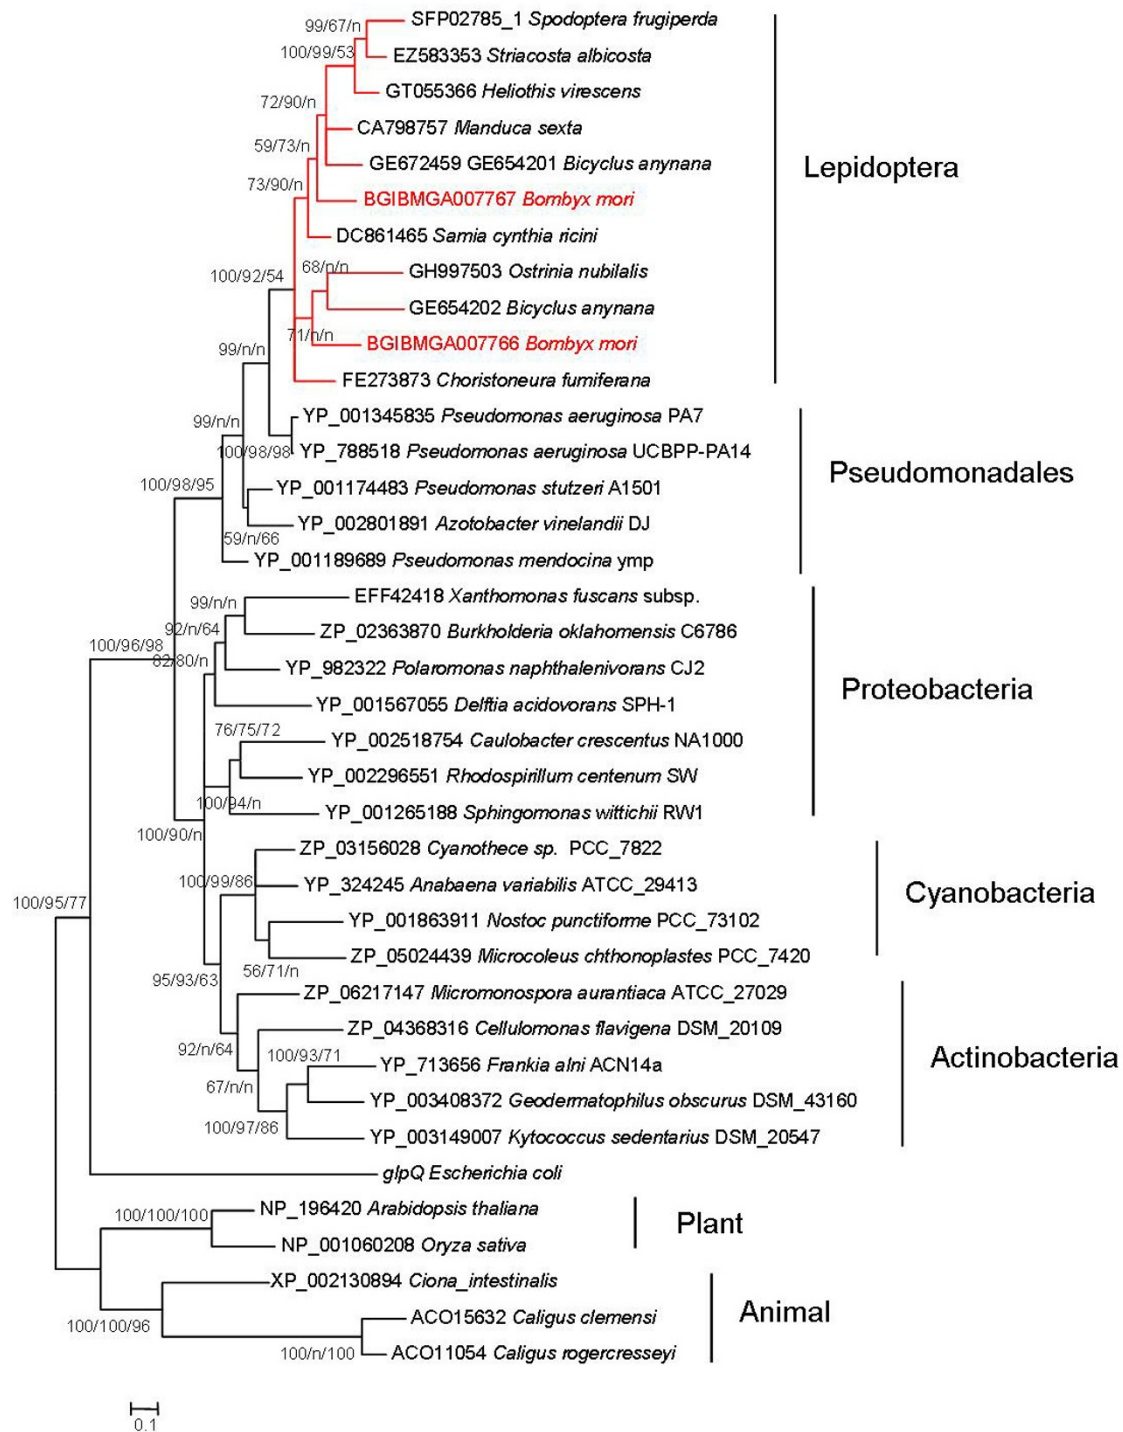 99/67/n
SFP02785_1 Spodoptera frugiperda
100/99/53
EZ583353 Striacosta albicosta
GT055366 Heliothis virescens
72/90/n
CA798757 Manduca sexta
59/73/n
GE672459 GE654201 Bicyclus anynana
Lepidoptera
73/90/n
BGIBMGA007767 Bombyx mori
DC861465 Samia cynthia ricini
100/92/54
68/n/n
GH997503 Ostrinia nubilalis
GE654202 Bicyclus anynana
71/n/n
BGIBMGA007766 Bombyx mori
99/n/n
FE273873 Choristoneura fumiferana
99/n/n
YP_001345835 Pseudomonas aeruginosa PA7
100/98/98
YP_788518 Pseudomonas aeruginosa UCBPP-PA14
Pseudomonadales
100/98/95
YP_001174483 Pseudomonas stutzeri A1501
YP_002801891 Azotobacter vinelandii DJ
59/n/66
YP_001189689 Pseudomonas mendocina ymp
99/n/n
EFF42418 Xanthomonas fuscans subsp.
92/n/64
ZP_02363870 Burkholderia oklahomensis C6786
100/96/98
82/80/n
YP_982322 Polaromonas naphthalenivorans CJ2
Proteobacteria
YP_001567055 Delftia acidovorans SPH-1
76/75/72
YP_002518754 Caulobacter crescentus NA1000
YP_002296551 Rhodospirillum centenum SW
100/94/n
YP_001265188 Sphingomonas wittichii RW1
100/90/n
ZP_03156028 Cyanothece sp. PCC_7822
100/99/86
YP_324245 Anabaena variabilis ATCC_29413
Cyanobacteria
100/95/77
YP_001863911 Nostoc punctiforme PCC_73102
ZP_05024439 Microcoleus chthonoplastes PCC_7420
56/71/n
95/93/63
ZP_06217147 Micromonospora aurantiaca ATCC_27029
ZP_04368316 Cellulomonas flavigena DSM_20109
92/n/64
100/93/71
YP_713656 Frankia alni ACN14a
Actinobacteria
67/n/n
YP_003408372 Geodermatophilus obscurus DSM_43160
100/97/86
YP_003149007 Kytococcus sedentarius DSM_20547
glpQ Escherichia coli
100/100/100
NP_196420 Arabidopsis thaliana
Plant
NP_001060208 Oryza sativa
XP_002130894 Ciona_intestinalis
100/100/96
ACO15632 Caligus clemensi
Animal
100/n/100
ACO11054 Caligus rogercresseyi
0.1